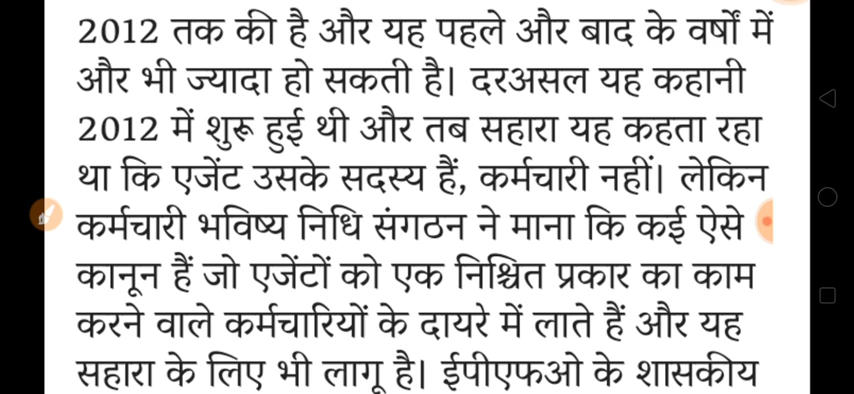 2012 तक की है और यह पहले और बाद के वर्षों में
और भी ज्यादा हो सकती है। दरअसल यह कहानी
2012 में शुरू हुई थी और तब सहारा यह कहता रहा
था कि एजेंट उसके सदस्य हैं, कर्मचारी नहीं। लेकिन
कर्मचारी भविष्य निधि संगठन ने माना कि कई ऐसे
कानून हैं जो एजेंटों को एक निश्चित प्रकार का काम
करने वाले कर्मचारियों के दायरे में लाते हैं और यह
सहारा के लिए भी लागू है। ईपीएफओ के शासकीय